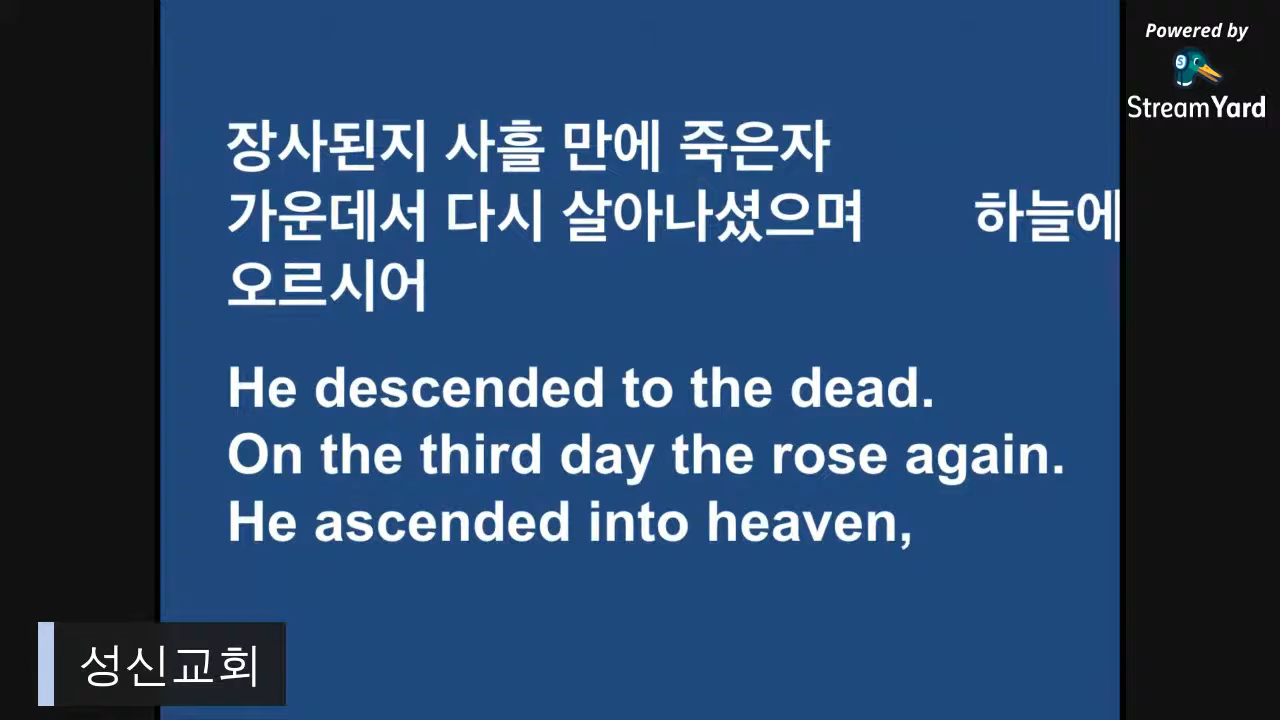 Powered by
StreamYard
장사된지 사흘 만에 죽은자
가운데서 다시 살아나셨으며 하늘에
오르시어
He descended to the dead.
On the third day the rose again.
He ascended into heaven,
성신교회